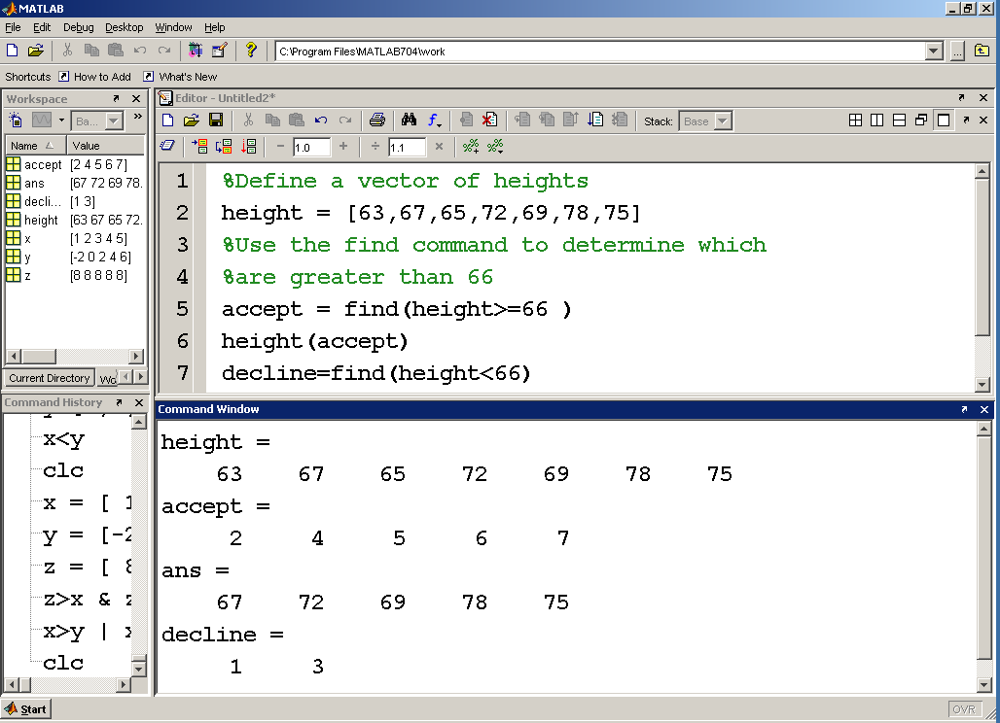 MATLAB
File Edit Debug Desktop Window Help
C:\Program Files\MATLAB704\work
Shortcuts How to Add What's New
Workspace
Ba...
Name Value
accept [2 4 5 6 7]
ans [67 72 69 78.
decli... [1 3]
height [63 67 65 72.
x [1 2 3 4 5]
y [-2 0 2 4 6]
z [8 8 8 8 8]
Current Directory Wo
Command History
x<y
clc
x = [ 1
y = [-2
z = [ 8
z>x & z
x>y | x
clc
Editor - Untitled2*
Stack: Base
− 1.0 + ÷ 1.1 ×
1 %Define a vector of heights
2 height = [63,67,65,72,69,78,75]
3 %Use the find command to determine which
4 %are greater than 66
5 accept = find(height>=66 )
6 height(accept)
7 decline=find(height<66)
Command Window
height =
63 67 65 72 69 78 75
accept =
2 4 5 6 7
ans =
67 72 69 78 75
decline =
1 3
Start
OVR